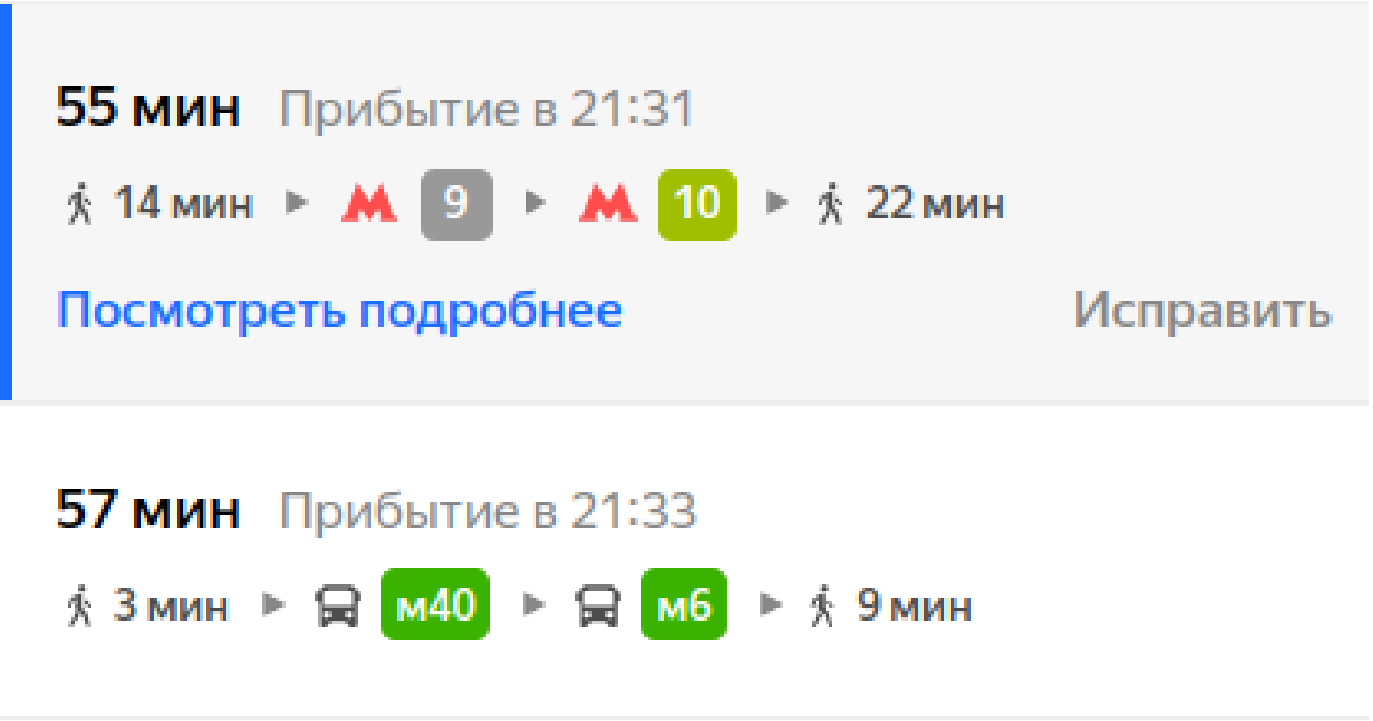 55 мин Прибытие в 21:31
14 мин 9 10 22 мин
Посмотреть подробнее Исправить
57 мин Прибытие в 21:33
3 мин м40 м6 9 мин